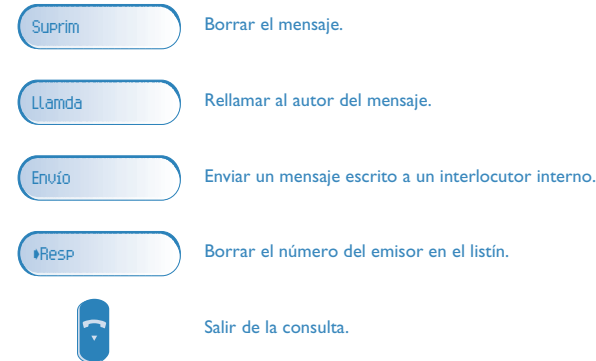 Suprim Borrar el mensaje.
Llamda Rellamar al autor del mensaje.
Envío Enviar un mensaje escrito a un interlocutor interno.
➧Resp Borrar el número del emisor en el listín.
Salir de la consulta.